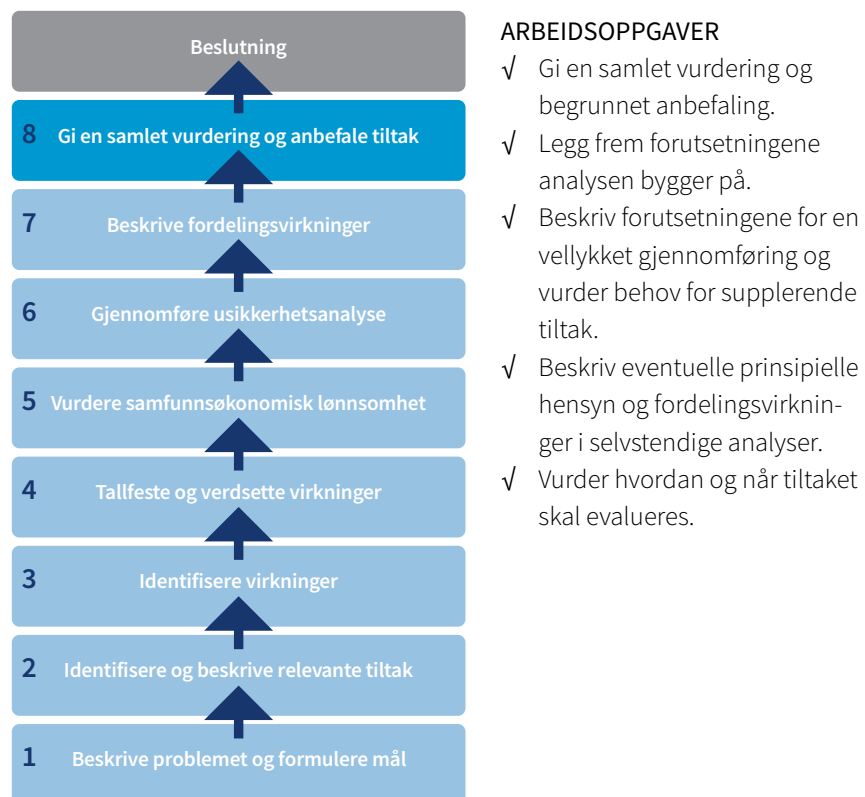 Beslutning
8 Gi en samlet vurdering og anbefale tiltak
7 Beskrive fordelingsvirkninger
6 Gjennomføre usikkerhetsanalyse
5 Vurdere samfunnsøkonomisk lønnsomhet
4 Tallfeste og verdsette virkninger
3 Identifisere virkninger
2 Identifisere og beskrive relevante tiltak
1 Beskrive problemet og formulere mål
ARBEIDSOPPGAVER
√ Gi en samlet vurdering og
begrunnet anbefaling.
√ Legg frem forutsetningene
analysen bygger på.
√ Beskriv forutsetningene for en
vellykket gjennomføring og
vurder behov for supplerende
tiltak.
√ Beskriv eventuelle prinsipielle
hensyn og fordelingsvirknin-
ger i selvstendige analyser.
√ Vurder hvordan og når tiltaket
skal evalueres.